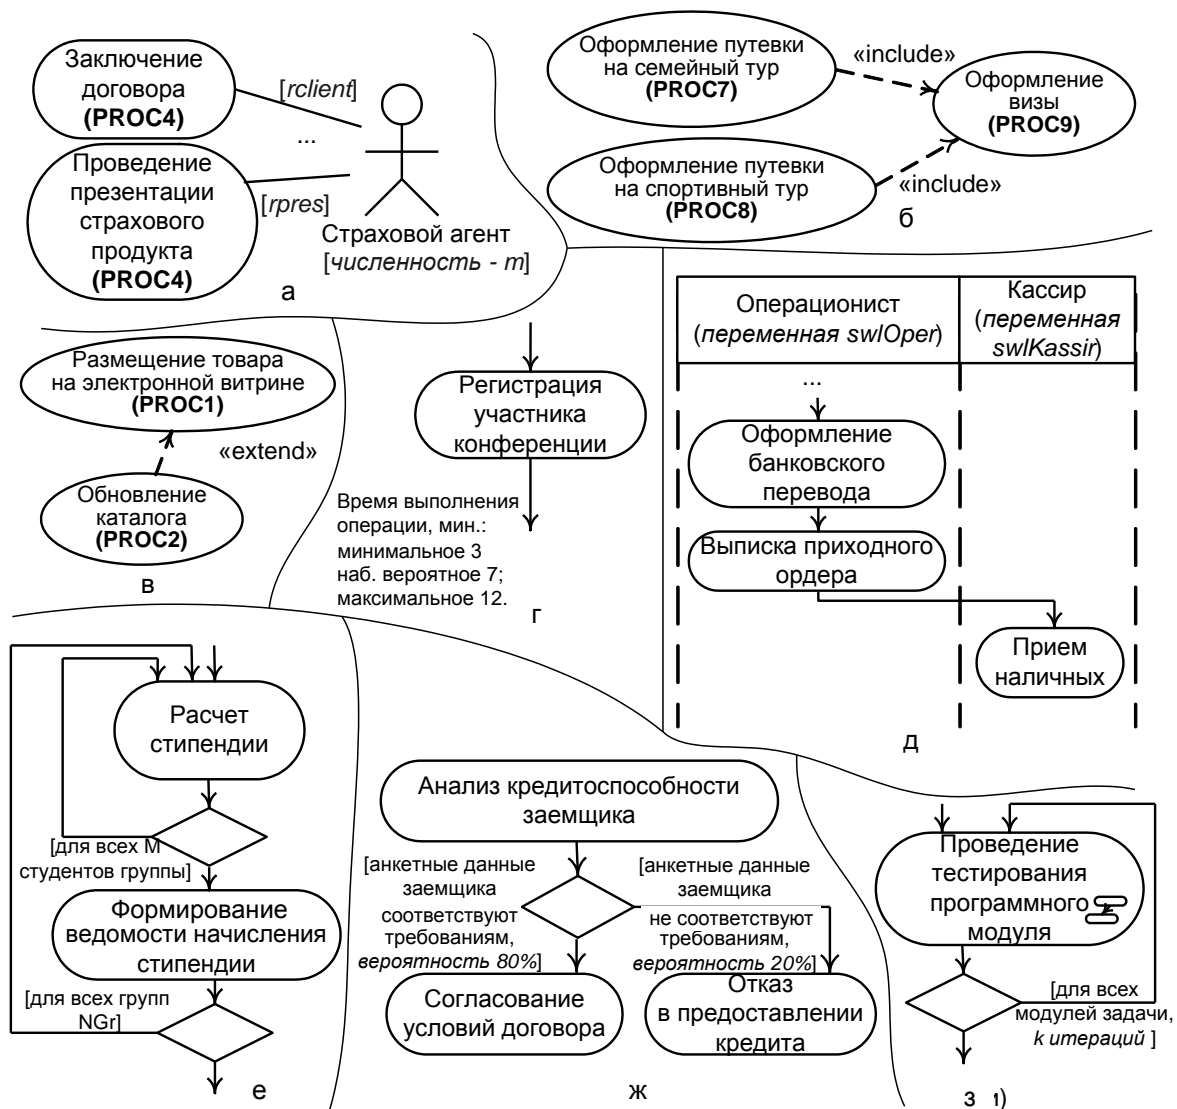 Заключение
договора
(PROC4)
[rclient]
...
Проведение
презентации
страхового
продукта
(PROC4)
[rpres]
Страховой агент
[численность - m]
а
Оформление путевки
на семейный тур
(PROC7)
«include»
Оформление
визы
(PROC9)
Оформление путевки
на спортивный тур
(PROC8)
«include»
б
Размещение товара
на электронной витрине
(PROC1)
«extend»
Обновление
каталога
(PROC2)
в
Регистрация
участника
конференции
Время выполнения
операции, мин.:
минимальное 3
наб. вероятное 7;
максимальное 12.
г
Операционист
(переменная swlOper)
Кассир
(переменная
swlKassir)
...
Оформление
банковского
перевода
Выписка приходного
ордера
Прием
наличных
д
Расчет
стипендии
[для всех М
студентов группы]
Формирование
ведомости начисления
стипендии
[для всех групп
NGr]
е
Анализ кредитоспособности
заемщика
[анкетные данные
заемщика
соответствуют
требованиям,
вероятность 80%]
[анкетные данные
заемщика
не соответствуют
требованиям,
вероятность 20%]
Согласование
условий договора
Отказ
в предоставлении
кредита
ж
Проведение
тестирования
программного
модуля
[для всех
модулей задачи,
k итераций ]
з